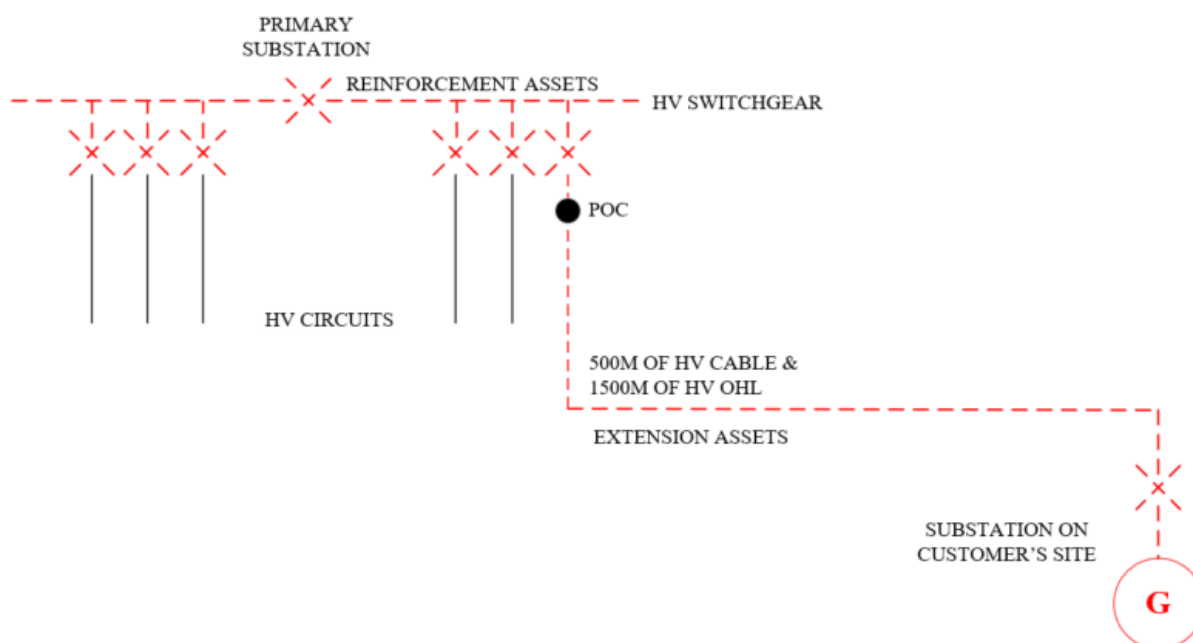 PRIMARY
SUBSTATION
REINFORCEMENT ASSETS
HV SWITCHGEAR
POC
HV CIRCUITS
500M OF HV CABLE &
1500M OF HV OHL
EXTENSION ASSETS
SUBSTATION ON
CUSTOMER’S SITE
G